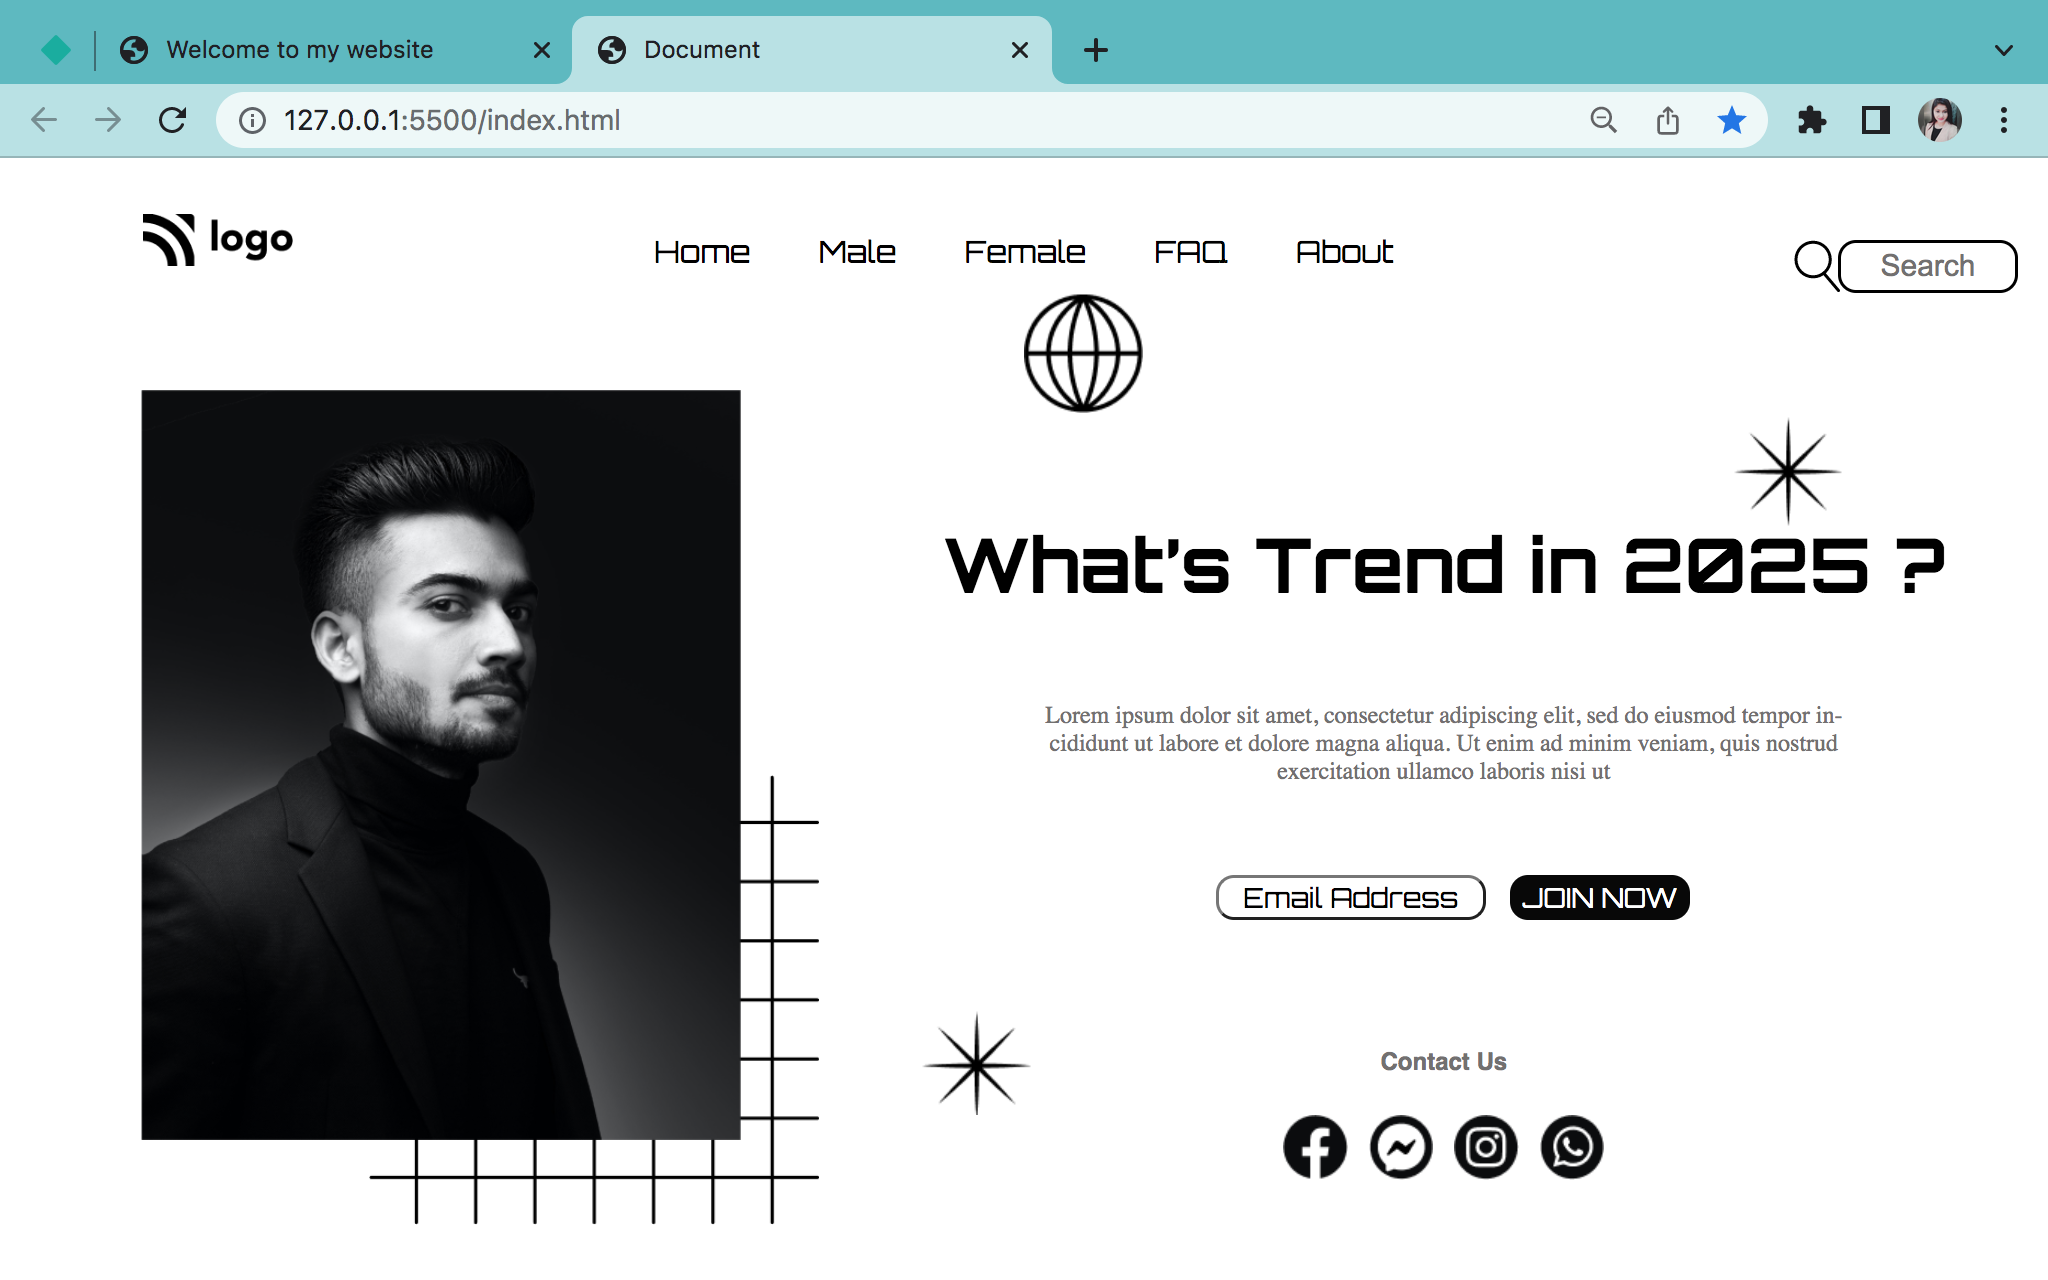 Welcome to my website
Document
127.0.0.1:5500/index.html
logo
Home Male Female FAQ About
Search
What's Trend in 2025 ?
Lorem ipsum dolor sit amet, consectetur adipiscing elit, sed do eiusmod tempor in-
cididunt ut labore et dolore magna aliqua. Ut enim ad minim veniam, quis nostrud
exercitation ullamco laboris nisi ut
Email Address JOIN NOW
Contact Us